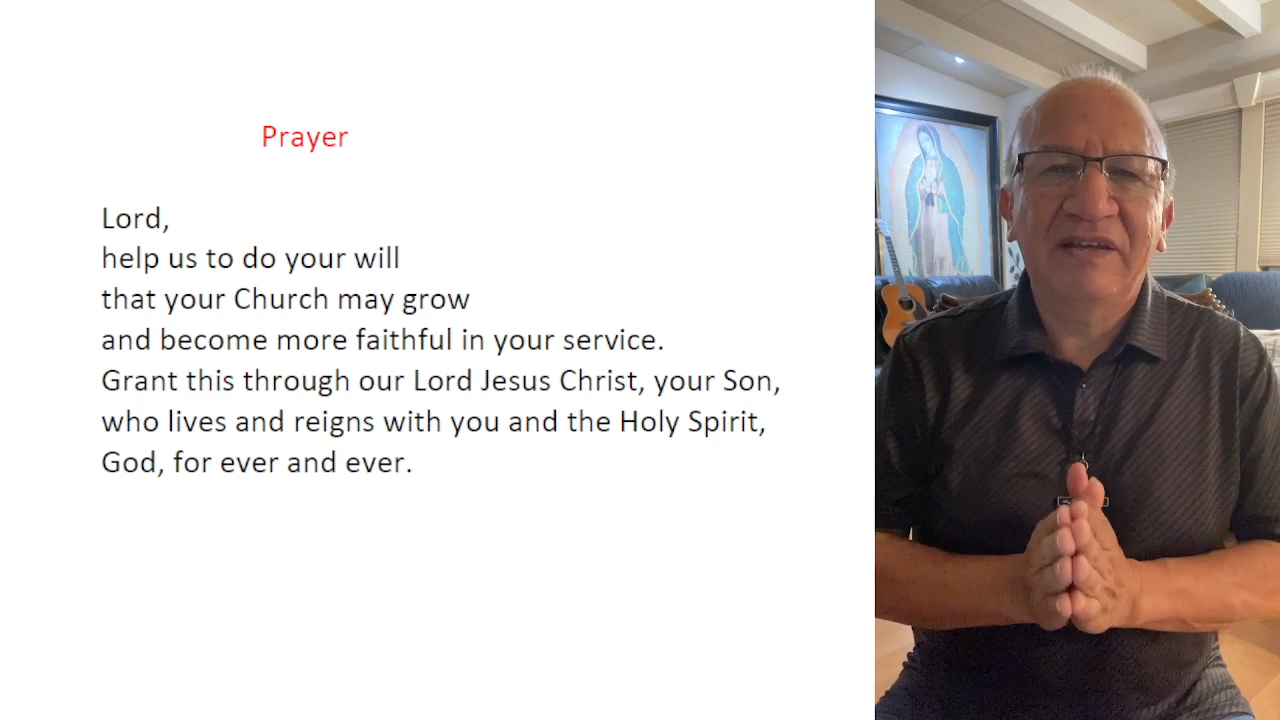 Prayer
Lord,
help us to do your will
that your Church may grow
and become more faithful in your service.
Grant this through our Lord Jesus Christ, your Son,
who lives and reigns with you and the Holy Spirit,
God, for ever and ever.